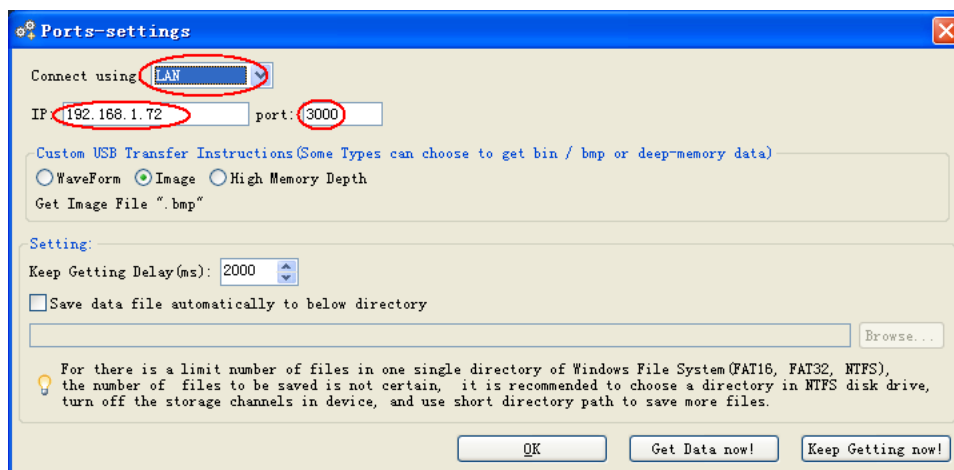 Ports-settings
Connect using: LAN
IP: 192.168.1.72 port: 3000
Custom USB Transfer Instructions(Some Types can choose to get bin / bmp or deep-memory data)
WaveForm Image High Memory Depth
Get Image File ".bmp"
Setting:
Keep Getting Delay(ms): 2000
Save data file automatically to below directory
Browse...
For there is a limit number of files in one single directory of Windows File System(FAT16, FAT32, NTFS),
the number of files to be saved is not certain, it is recommended to choose a directory in NTFS disk drive,
turn off the storage channels in device, and use short directory path to save more files.
OK Get Data now! Keep Getting now!